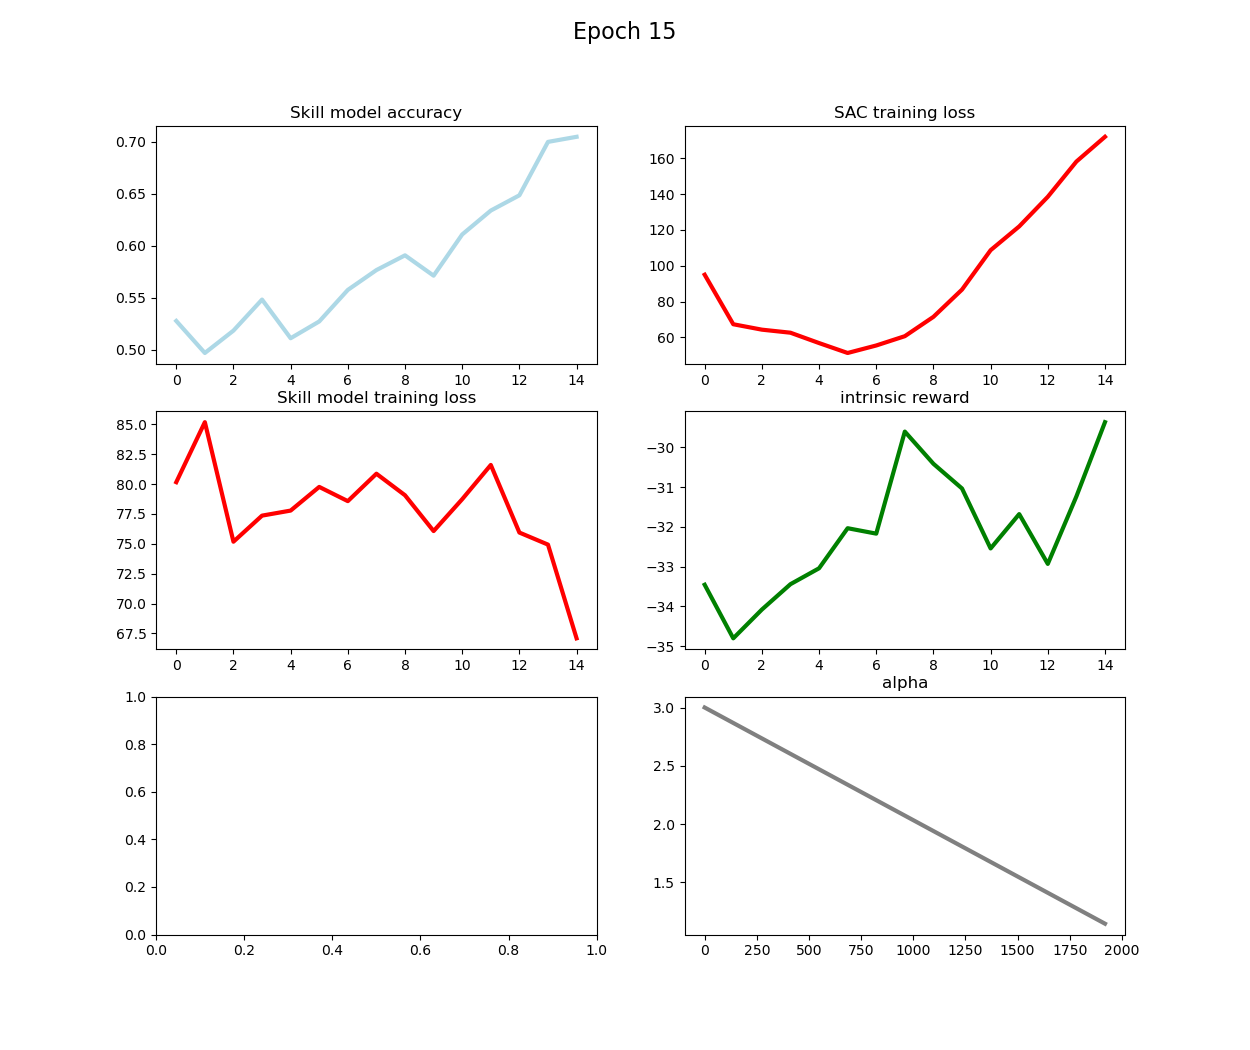 Epoch 15
Skill model accuracy
0.70
0.65
0.60
0.55
0.50
0 2 4 6 8 10 12 14
SAC training loss
160
140
120
100
80
60
0 2 4 6 8 10 12 14
Skill model training loss
85.0
82.5
80.0
77.5
75.0
72.5
70.0
67.5
0 2 4 6 8 10 12 14
intrinsic reward
−30
−31
−32
−33
−34
−35
0 2 4 6 8 10 12 14
1.0
0.8
0.6
0.4
0.2
0.0
0.0 0.2 0.4 0.6 0.8 1.0
alpha
3.0
2.5
2.0
1.5
0 250 500 750 1000 1250 1500 1750 2000